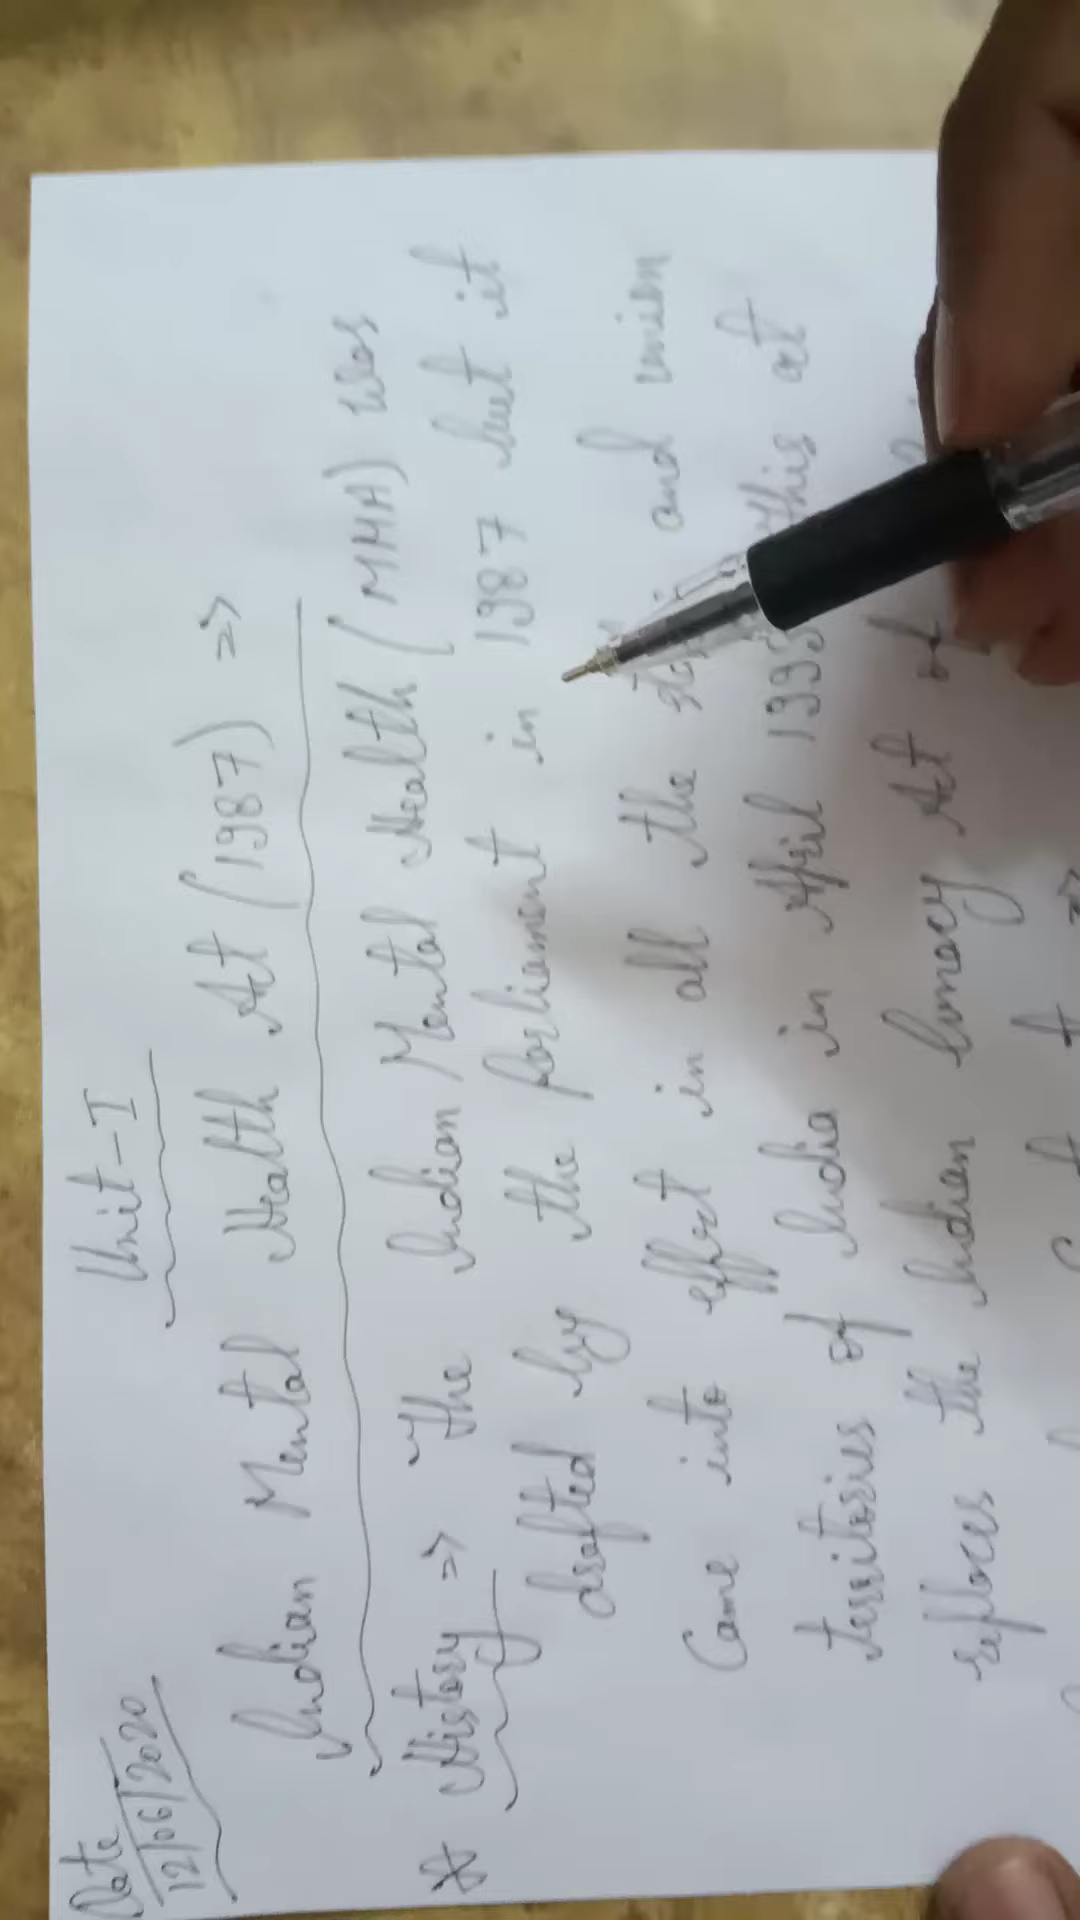 Date
12/06/2020
Unit-I
Indian Mental Health Act (1987) =>
* History => The Indian Mental Health (MHA) was
drafted by the parliament in 1987 but it
Came into effect in all the and union
territories of India in April 199 this act
replaces the Indian lunacy Act of